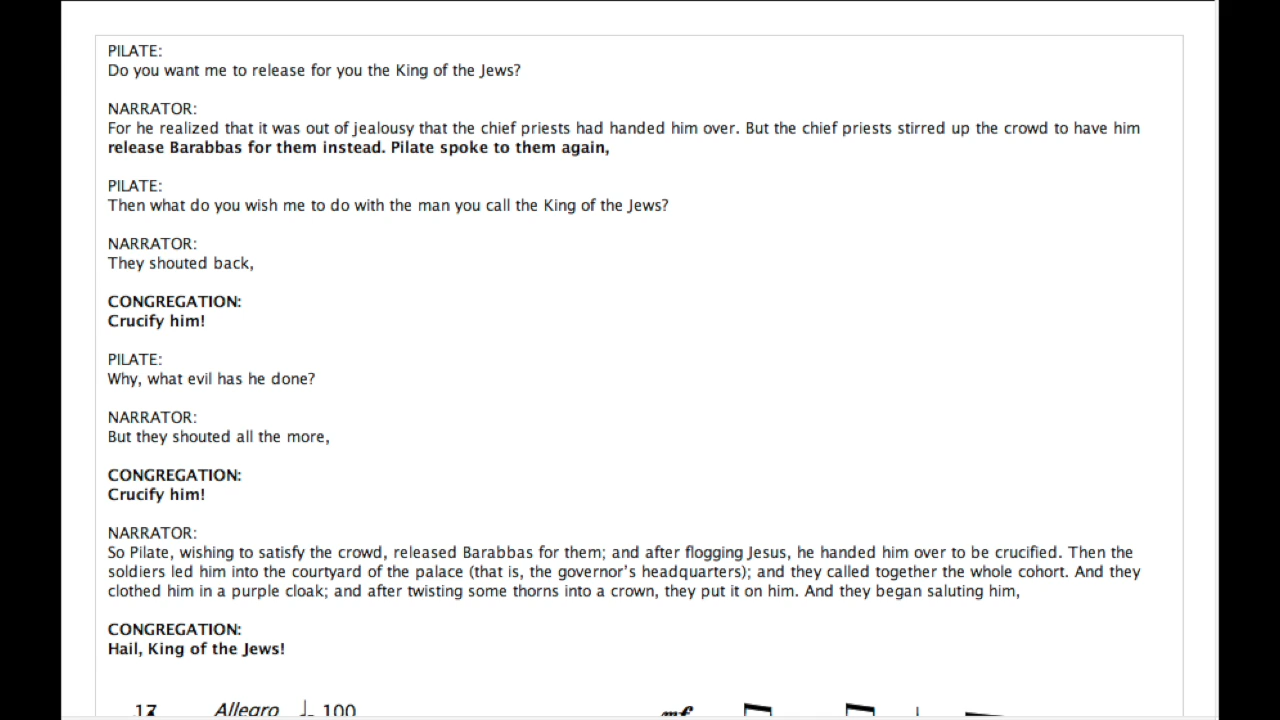 PILATE:
Do you want me to release for you the King of the Jews?
NARRATOR:
For he realized that it was out of jealousy that the chief priests had handed him over. But the chief priests stirred up the crowd to have him
release Barabbas for them instead. Pilate spoke to them again,
PILATE:
Then what do you wish me to do with the man you call the King of the Jews?
NARRATOR:
They shouted back,
CONGREGATION:
Crucify him!
PILATE:
Why, what evil has he done?
NARRATOR:
But they shouted all the more,
CONGREGATION:
Crucify him!
NARRATOR:
So Pilate, wishing to satisfy the crowd, released Barabbas for them; and after flogging Jesus, he handed him over to be crucified. Then the
soldiers led him into the courtyard of the palace (that is, the governor’s headquarters); and they called together the whole cohort. And they
clothed him in a purple cloak; and after twisting some thorns into a crown, they put it on him. And they began saluting him,
CONGREGATION:
Hail, King of the Jews!
Allegro 100 mf